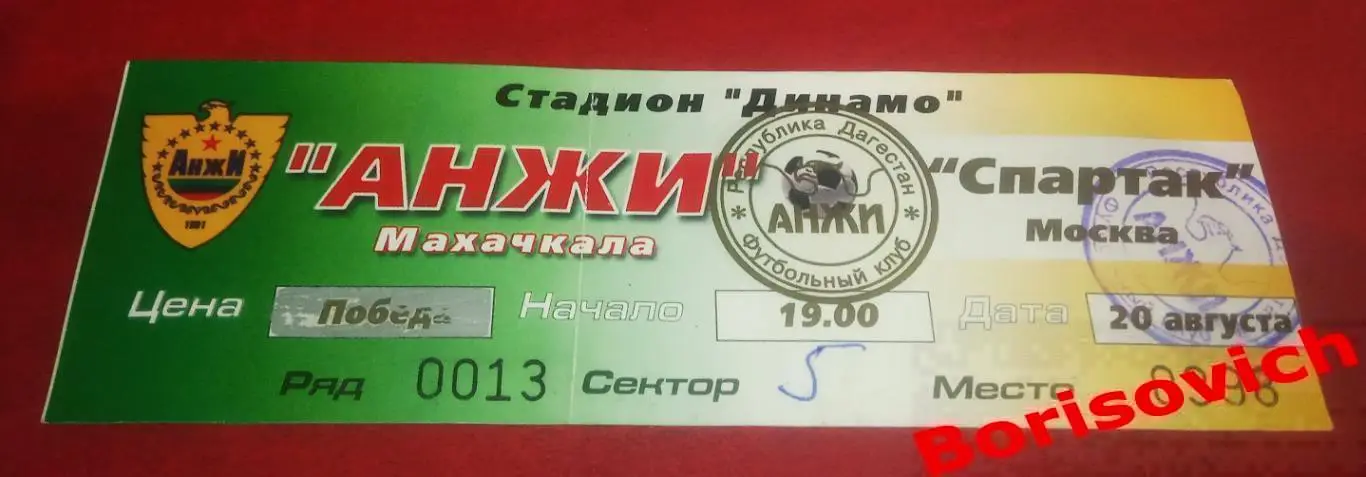 Стадион "Динамо"
АНЖИ
1991
"АНЖИ"
Махачкала
Республика Дагестан
АНЖИ
* Футбольный клуб *
"Спартак"
Москва
Цена Победа Начало 19.00 Дата 20 августа
Ряд 0013 Сектор 5 Место
Borisovich